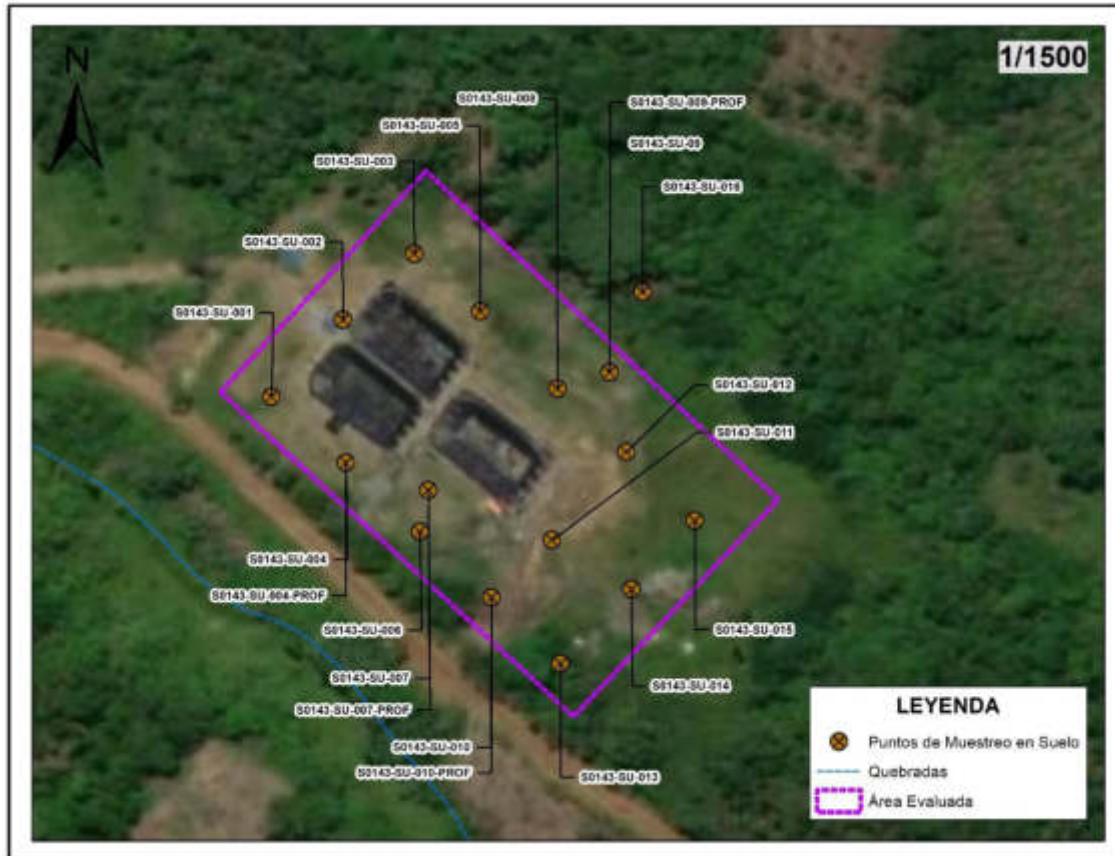 N
1/1500
S0143-SU-008
S0143-SU-009-PROF
S0143-SU-005
S0143-SU-09
S0143-SU-003
S0143-SU-016
S0143-SU-002
S0143-SU-001
S0143-SU-012
S0143-SU-011
S0143-SU-004
S0143-SU-004-PROF
S0143-SU-006
S0143-SU-015
S0143-SU-007
S0143-SU-014
S0143-SU-007-PROF
S0143-SU-010
S0143-SU-010-PROF
S0143-SU-013
LEYENDA
Puntos de Muestreo en Suelo
Quebradas
Área Evaluada